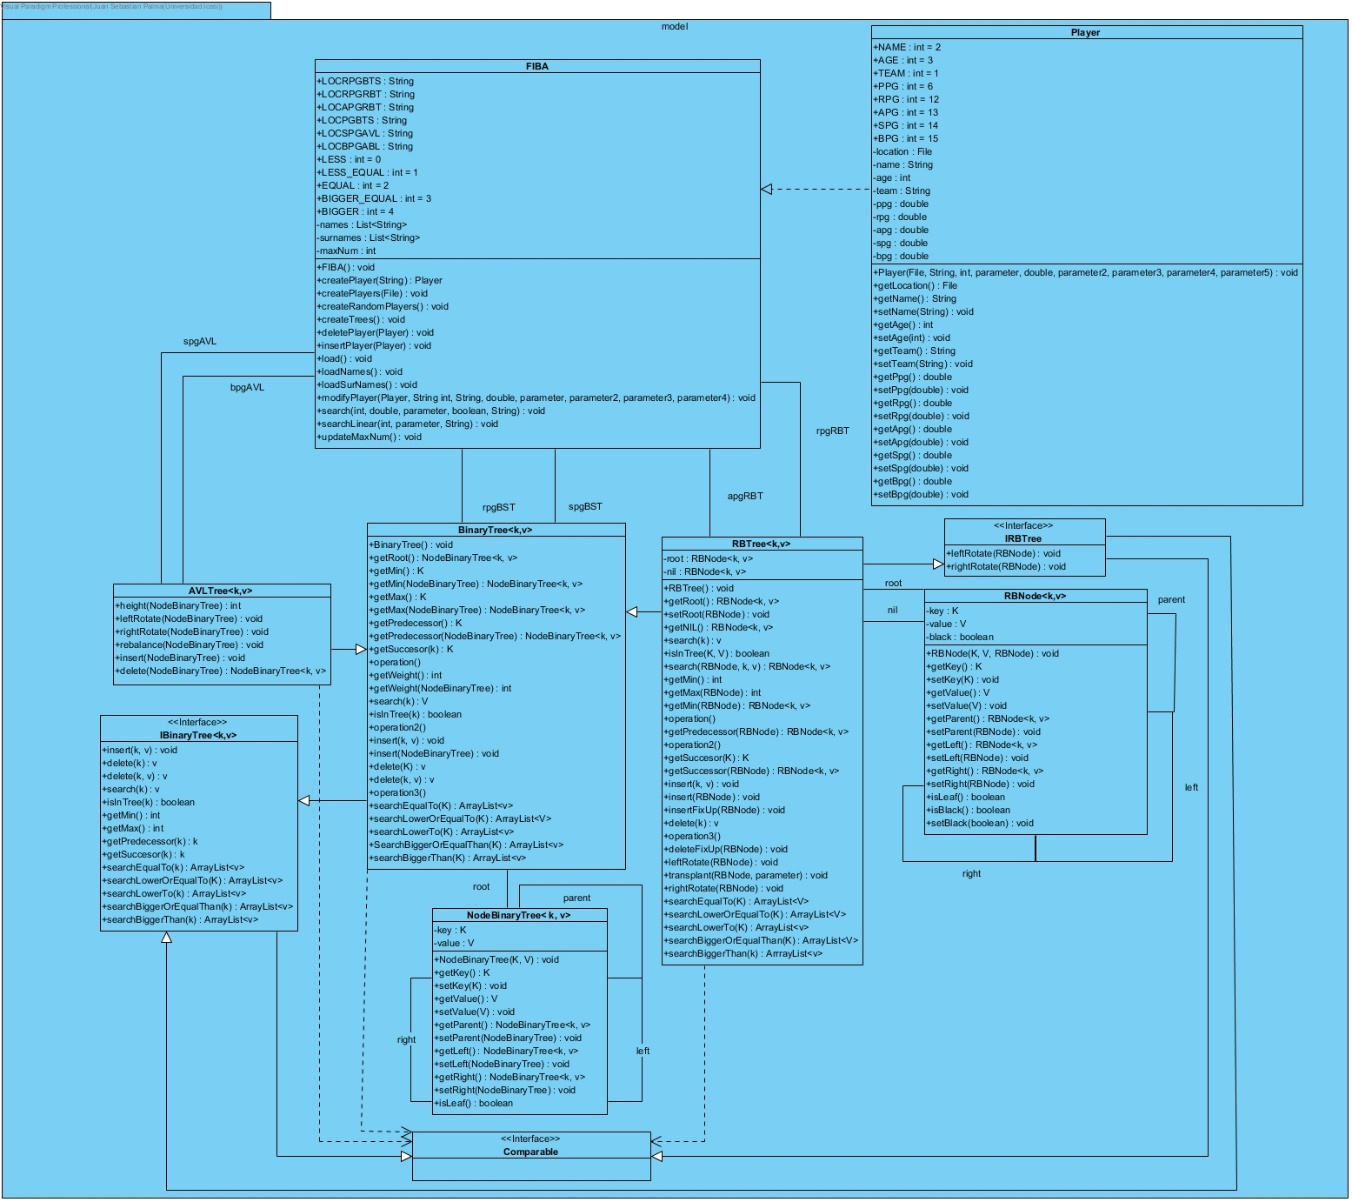 Visual Paradigm Professional(Juan Sebastian Palma(Universidad Icesi))
model
FIBA
+LOCRPGBTS : String
+LOCRPGRBT : String
+LOCAPGRBT : String
+LOCPGBTS : String
+LOCSPGAVL : String
+LOCBPGABL : String
+LESS : int = 0
+LESS_EQUAL : int = 1
+EQUAL : int = 2
+BIGGER_EQUAL : int = 3
+BIGGER : int = 4
-names : List<String>
-surnames : List<String>
-maxNum : int
+FIBA() : void
+createPlayer(String) : Player
+createPlayers(File) : void
+createRandomPlayers() : void
+createTrees() : void
+deletePlayer(Player) : void
+insertPlayer(Player) : void
+load() : void
+loadNames() : void
+loadSurNames() : void
+modifyPlayer(Player, String int, String, double, parameter, parameter2, parameter3, parameter4) : void
+search(int, double, parameter, boolean, String) : void
+searchLinear(int, parameter, String) : void
+updateMaxNum() : void
Player
+NAME : int = 2
+AGE : int = 3
+TEAM : int = 1
+PPG : int = 6
+RPG : int = 12
+APG : int = 13
+SPG : int = 14
+BPG : int = 15
-location : File
-name : String
-age : int
-team : String
-ppg : double
-rpg : double
-apg : double
-spg : double
-bpg : double
+Player(File, String, int, parameter, double, parameter2, parameter3, parameter4, parameter5) : void
+getLocation() : File
+getName() : String
+setName(String) : void
+getAge() : int
+setAge(int) : void
+getTeam() : String
+setTeam(String) : void
+getPpg() : double
+setPpg(double) : void
+getRpg() : double
+setRpg(double) : void
+getApg() : double
+setApg(double) : void
+getSpg() : double
+setSpg(double) : void
+getBpg() : double
+setBpg(double) : void
spgAVL
bpgAVL
rpgBST
spgBST
apgRBT
rpgRBT
AVLTree<k,v>
+height(NodeBinaryTree) : int
+leftRotate(NodeBinaryTree) : void
+rightRotate(NodeBinaryTree) : void
+rebalance(NodeBinaryTree) : void
+insert(NodeBinaryTree) : void
+delete(NodeBinaryTree) : NodeBinaryTree<k, v>
<<Interface>>
IBinaryTree<k,v>
+insert(k, v) : void
+delete(k) : v
+delete(k, v) : v
+search(k) : v
+isInTree(k) : boolean
+getMin() : int
+getMax() : int
+getPredecessor(k) : k
+getSuccesor(k) : k
+searchEqualTo(k) : ArrayList<v>
+searchLowerOrEqualTo(K) : ArrayList<v>
+searchLowerTo(k) : ArrayList<v>
+searchBiggerOrEqualThan(k) : ArrayList<v>
+searchBiggerThan(k) : ArrayList<v>
BinaryTree<k,v>
+BinaryTree() : void
+getRoot() : NodeBinaryTree<k, v>
+getMin() : K
+getMin(NodeBinaryTree) : NodeBinaryTree<k, v>
+getMax() : K
+getMax(NodeBinaryTree) : NodeBinaryTree<k, v>
+getPredecessor() : K
+getPredecessor(NodeBinaryTree) : NodeBinaryTree<k, v>
+getSuccesor(k) : K
+operation()
+getWeight() : int
+getWeight(NodeBinaryTree) : int
+search(k) : V
+isInTree(k) : boolean
+operation2()
+insert(k, v) : void
+insert(NodeBinaryTree) : void
+delete(K) : v
+delete(k, v) : v
+operation3()
+searchEqualTo(K) : ArrayList<v>
+searchLowerOrEqualTo(K) : ArrayList<V>
+searchLowerTo(K) : ArrayList<v>
+SearchBiggerOrEqualThan(K) : ArrayList<v>
+searchBiggerThan(K) : ArrayList<v>
RBTree<k,v>
-root : RBNode<k, v>
-nil : RBNode<k, v>
+RBTree() : void
+getRoot() : RBNode<k, v>
+setRoot(RBNode) : void
+getNIL() : RBNode<k, v>
+search(k) : v
+isInTree(K, V) : boolean
+search(RBNode, k, v) : RBNode<k, v>
+getMin() : int
+getMax(RBNode) : int
+getMin(RBNode) : RBNode<k, v>
+operation()
+getPredecessor(RBNode) : RBNode<k, v>
+operation2()
+getSuccesor(K) : K
+getSuccessor(RBNode) : RBNode<k, v>
+insert(k, v) : void
+insert(RBNode) : void
+insertFixUp(RBNode) : void
+delete(k) : v
+operation3()
+deleteFixUp(RBNode) : void
+leftRotate(RBNode) : void
+transplant(RBNode, parameter) : void
+rightRotate(RBNode) : void
+searchEqualTo(K) : ArrayList<v>
+searchLowerOrEqualTo(K) : ArrayList<v>
+searchLowerTo(K) : ArrayList<v>
+searchBiggerOrEqualThan(K) : ArrayList<V>
+searchBiggerThan(k) : ArrrayList<v>
<<Interface>>
IRBTree
+leftRotate(RBNode) : void
+rightRotate(RBNode) : void
root
nil
RBNode<k,v>
-key : K
-value : V
-black : boolean
+RBNode(K, V, RBNode) : void
+getKey() : K
+setKey(K) : void
+getValue() : V
+setValue(V) : void
+getParent() : RBNode<k, v>
+setParent(RBNode) : void
+getLeft() : RBNode<k, v>
+setLeft(RBNode) : void
+getRight() : RBNode<k, v>
+setRight(RBNode) : void
+isLeaf() : boolean
+isBlack() : boolean
+setBlack(boolean) : void
parent
left
right
root
parent
NodeBinaryTree< k, v>
-key : K
-value : V
+NodeBinaryTree(K, V) : void
+getKey() : K
+setKey(K) : void
+getValue() : V
+setValue(V) : void
+getParent() : NodeBinaryTree<k, v>
+setParent(NodeBinaryTree) : void
+getLeft() : NodeBinaryTree<k, v>
+setLeft(NodeBinaryTree) : void
+getRight() : NodeBinaryTree<k, v>
+setRight(NodeBinaryTree) : void
+isLeaf() : boolean
right
left
<<Interface>>
Comparable